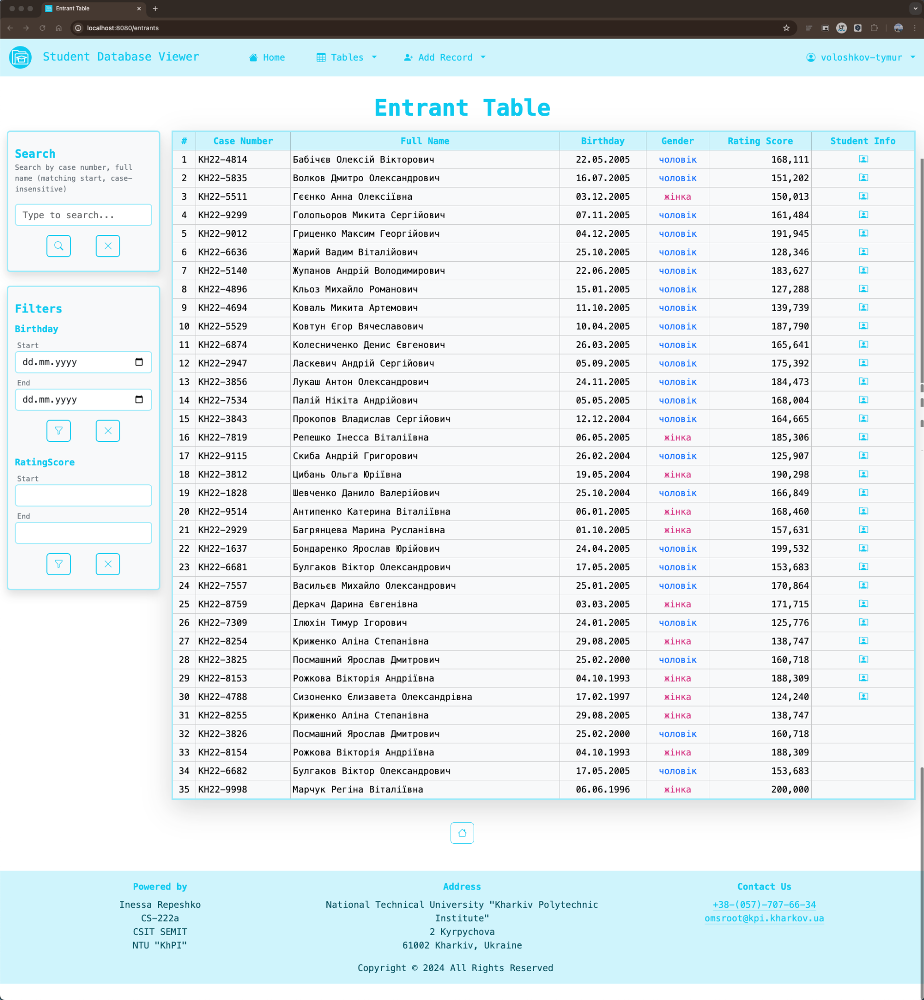 Entrant Table
localhost:8080/entrants
Student Database Viewer Home Tables Add Record voloshkov-tymur
Entrant Table
Search
Search by case number, full
name (matching start, case-
insensitive)
Type to search...
Filters
Birthday
Start
dd.mm.yyyy
End
dd.mm.yyyy
RatingScore
Start
End
# Case Number Full Name Birthday Gender Rating Score Student Info
1 КН22-4814 Бабічєв Олексій Вікторович 22.05.2005 чоловік 168,111
2 КН22-5835 Волков Дмитро Олександрович 16.07.2005 чоловік 151,202
3 КН22-5511 Гєєнко Анна Олексіївна 03.12.2005 жінка 150,013
4 КН22-9299 Голопьоров Микита Сергійович 07.11.2005 чоловік 161,484
5 КН22-9012 Гриценко Максим Георгійович 04.12.2005 чоловік 191,945
6 КН22-6636 Жарий Вадим Віталійович 25.10.2005 чоловік 128,346
7 КН22-5140 Жупанов Андрій Володимирович 22.06.2005 чоловік 183,627
8 КН22-4896 Кльоз Михайло Романович 15.01.2005 чоловік 127,288
9 КН22-4694 Коваль Микита Артемович 11.10.2005 чоловік 139,739
10 КН22-5529 Ковтун Єгор Вячеславович 10.04.2005 чоловік 187,790
11 КН22-6874 Колесниченко Денис Євгенович 26.03.2005 чоловік 165,641
12 КН22-2947 Ласкевич Андрій Сергійович 05.09.2005 чоловік 175,392
13 КН22-3856 Лукаш Антон Олександрович 24.11.2005 чоловік 184,473
14 КН22-7534 Палій Нікіта Андрійович 05.05.2005 чоловік 168,004
15 КН22-3843 Прокопов Владислав Сергійович 12.12.2004 чоловік 164,665
16 КН22-7819 Репешко Інесса Віталіївна 06.05.2005 жінка 185,306
17 КН22-9115 Скиба Андрій Григорович 26.02.2004 чоловік 125,907
18 КН22-3812 Цибань Ольга Юріївна 19.05.2004 жінка 190,298
19 КН22-1828 Шевченко Данило Валерійович 25.10.2004 чоловік 166,849
20 КН22-9514 Антипенко Катерина Віталіївна 06.01.2005 жінка 168,460
21 КН22-2929 Багрянцева Марина Русланівна 01.10.2005 жінка 157,631
22 КН22-1637 Бондаренко Ярослав Юрійович 24.04.2005 чоловік 199,532
23 КН22-6681 Булгаков Віктор Олександрович 17.05.2005 чоловік 153,683
24 КН22-7557 Васильєв Михайло Олександрович 25.01.2005 чоловік 170,864
25 КН22-8759 Деркач Дарина Євгенівна 03.03.2005 жінка 171,715
26 КН22-7309 Ілюхін Тимур Ігорович 24.01.2005 чоловік 125,776
27 КН22-8254 Криженко Аліна Степанівна 29.08.2005 жінка 138,747
28 КН22-3825 Посмашний Ярослав Дмитрович 25.02.2000 чоловік 160,718
29 КН22-8153 Рожкова Вікторія Андріївна 04.10.1993 жінка 188,309
30 КН22-4788 Сизоненко Єлизавета Олександрівна 17.02.1997 жінка 124,240
31 КН22-8255 Криженко Аліна Степанівна 29.08.2005 жінка 138,747
32 КН22-3826 Посмашний Ярослав Дмитрович 25.02.2000 чоловік 160,718
33 КН22-8154 Рожкова Вікторія Андріївна 04.10.1993 жінка 188,309
34 КН22-6682 Булгаков Віктор Олександрович 17.05.2005 чоловік 153,683
35 КН22-9998 Марчук Регіна Віталіївна 06.06.1996 жінка 200,000
Powered by
Inessa Repeshko
CS-222a
CSIT SEMIT
NTU "KhPI"
Address
National Technical University "Kharkiv Polytechnic
Institute"
2 Kyrpychova
61002 Kharkiv, Ukraine
Contact Us
+38-(057)-707-66-34
omsroot@kpi.kharkov.ua
Copyright © 2024 All Rights Reserved